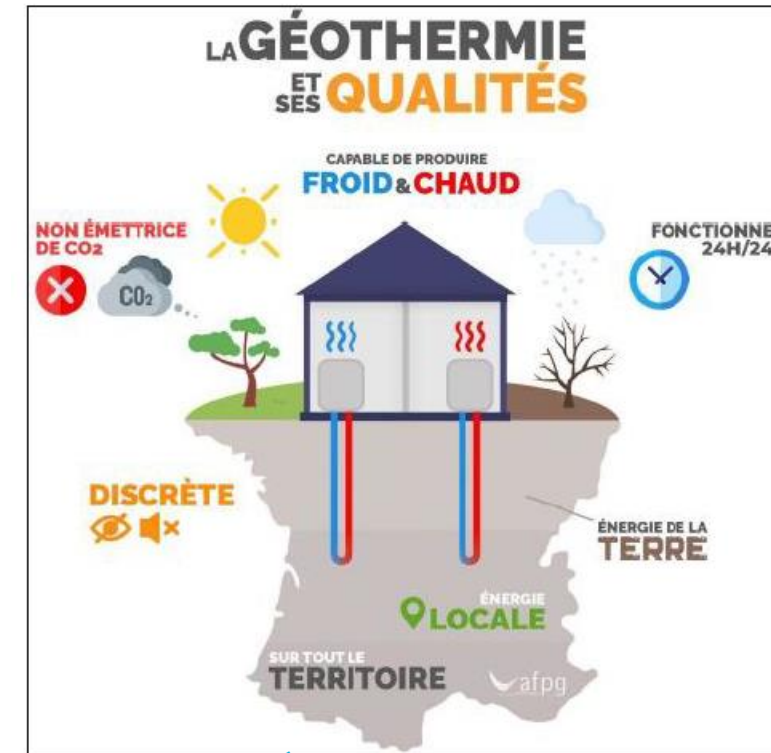 LA GÉOTHERMIE
ET SES QUALITÉS
CAPABLE DE PRODUIRE
FROID & CHAUD
NON ÉMETTRICE
DE CO2
CO₂
FONCTIONNE
24H/24
DISCRÈTE
ÉNERGIE DE LA
TERRE
ÉNERGIE
LOCALE
SUR TOUT LE
TERRITOIRE
afpg